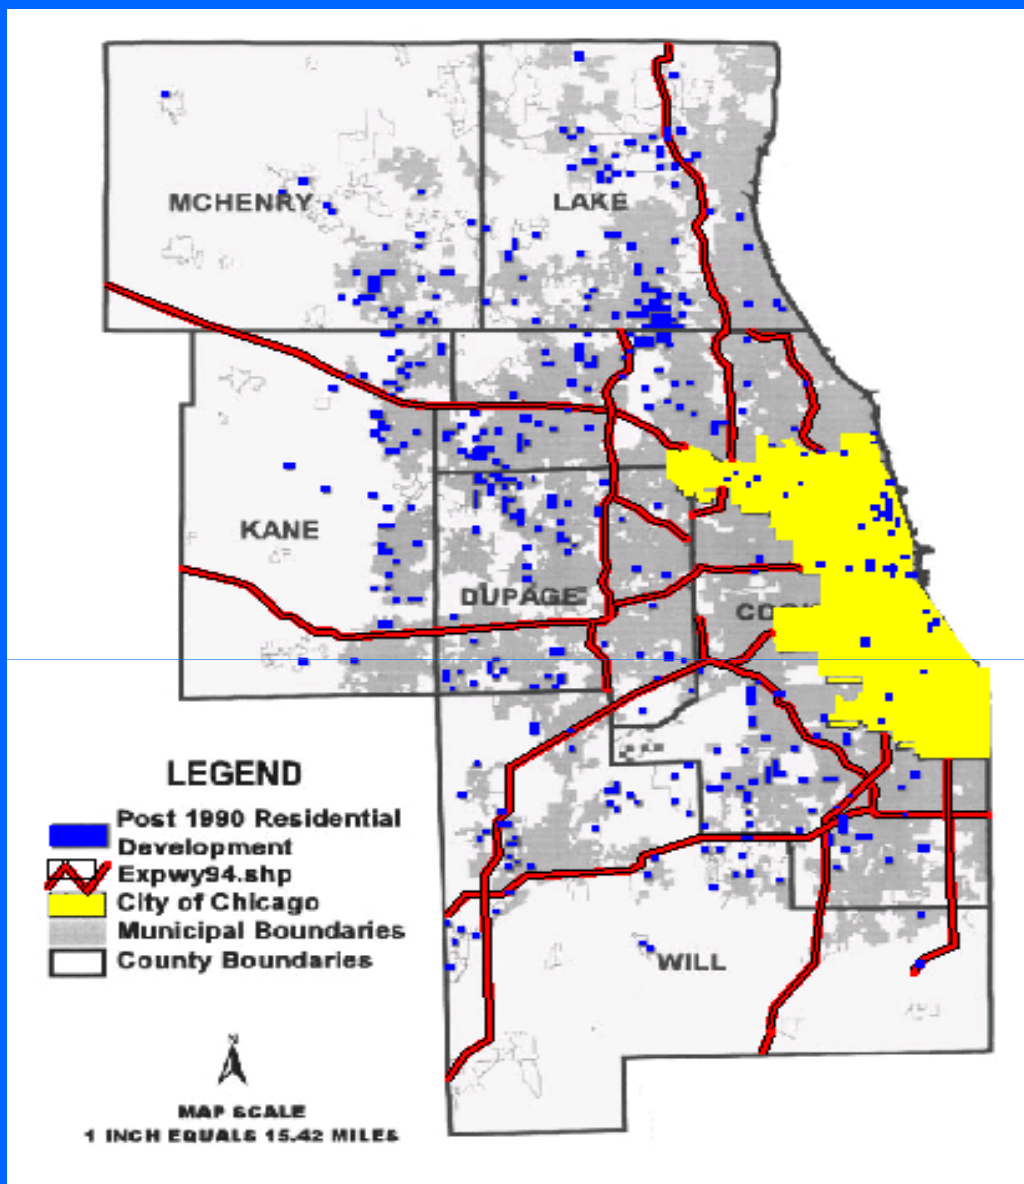 MCHENRY
LAKE
KANE
DUPAGE
WILL
LEGEND
Post 1990 Residential
Development
Expwy94.shp
City of Chicago
Municipal Boundaries
County Boundaries
N
MAP SCALE
1 INCH EQUALS 15.42 MILES